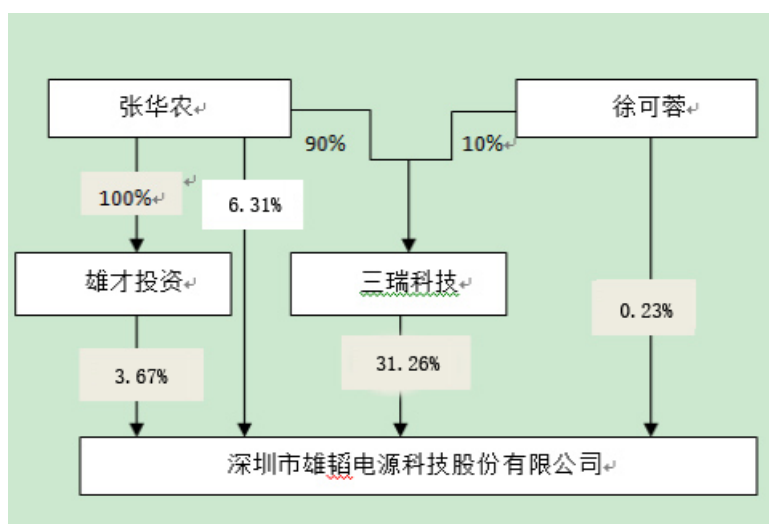 张华农
徐可蓉
90%
10%
100%
6.31%
雄才投资
三瑞科技
0.23%
3.67%
31.26%
深圳市雄韬电源科技股份有限公司